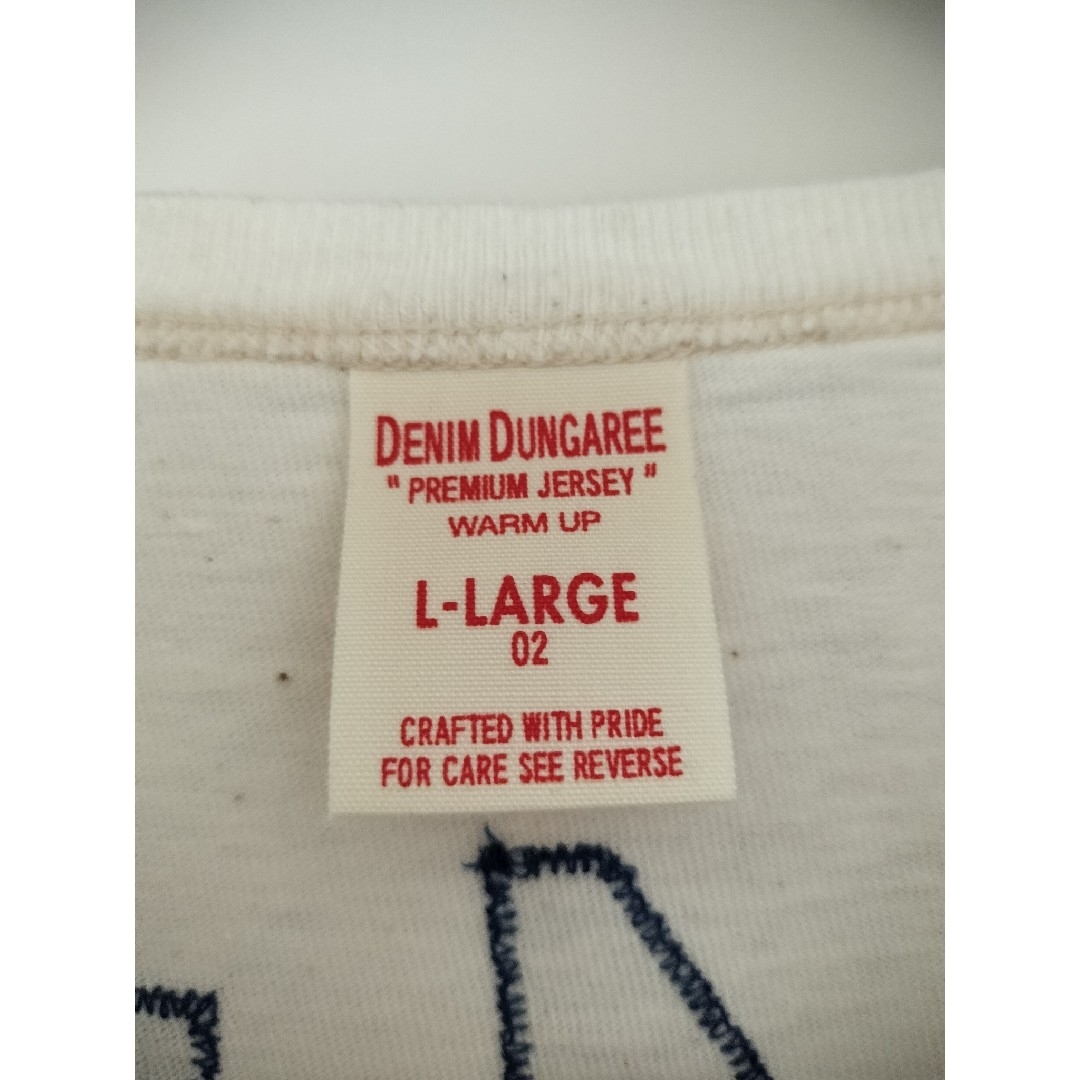 DENIM DUNGAREE
" PREMIUM JERSEY "
WARM UP
L-LARGE
02
CRAFTED WITH PRIDE
FOR CARE SEE REVERSE